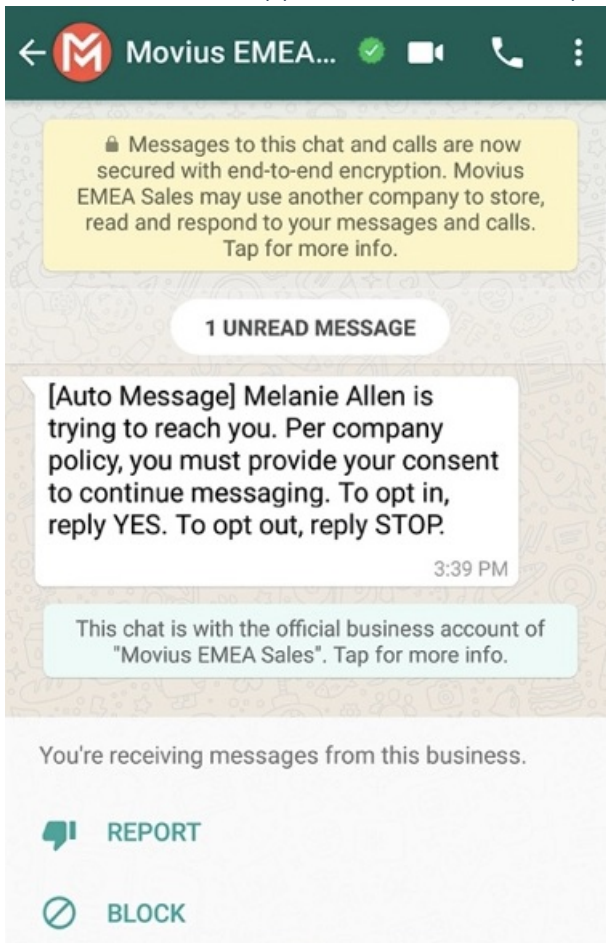 Movius EMEA...
Messages to this chat and calls are now
secured with end-to-end encryption. Movius
EMEA Sales may use another company to store,
read and respond to your messages and calls.
Tap for more info.
1 UNREAD MESSAGE
[Auto Message] Melanie Allen is
trying to reach you. Per company
policy, you must provide your consent
to continue messaging. To opt in,
reply YES. To opt out, reply STOP.
3:39 PM
This chat is with the official business account of
"Movius EMEA Sales". Tap for more info.
You're receiving messages from this business.
REPORT
BLOCK